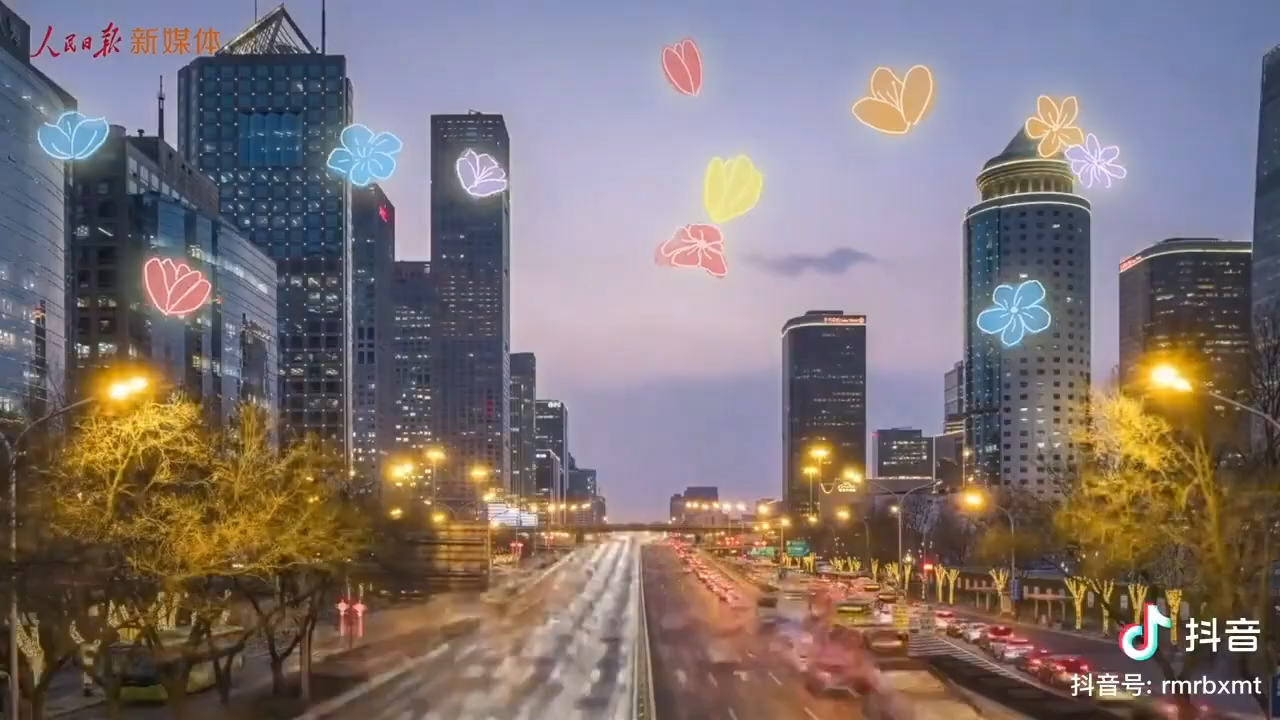 人民日报 新媒体
抖音
抖音号: rmrbxmt